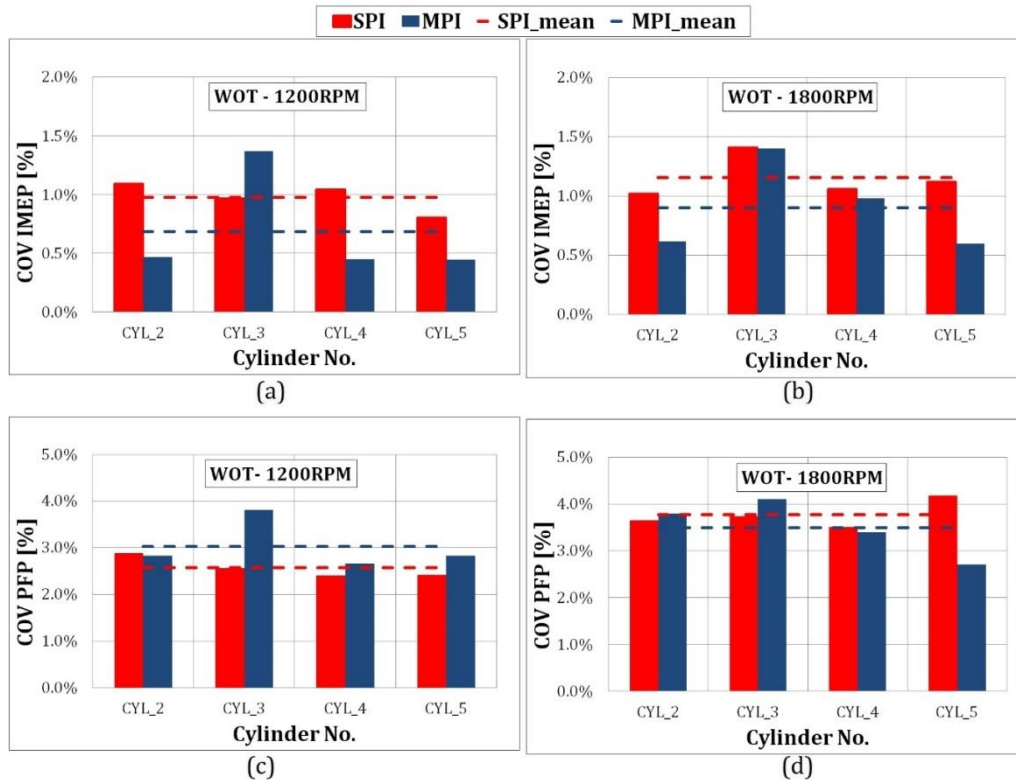 SPI MPI SPI_mean MPI_mean
WOT - 1200RPM
COV IMEP [%]
2.0%
1.5%
1.0%
0.5%
0.0%
CYL_2 CYL_3 CYL_4 CYL_5
Cylinder No.
(a)
WOT - 1800RPM
COV IMEP [%]
2.0%
1.5%
1.0%
0.5%
0.0%
CYL_2 CYL_3 CYL_4 CYL_5
Cylinder No.
(b)
WOT- 1200RPM
COV PFP [%]
5.0%
4.0%
3.0%
2.0%
1.0%
0.0%
CYL_2 CYL_3 CYL_4 CYL_5
Cylinder No.
(c)
WOT- 1800RPM
COV PFP [%]
5.0%
4.0%
3.0%
2.0%
1.0%
0.0%
CYL_2 CYL_3 CYL_4 CYL_5
Cylinder No.
(d)